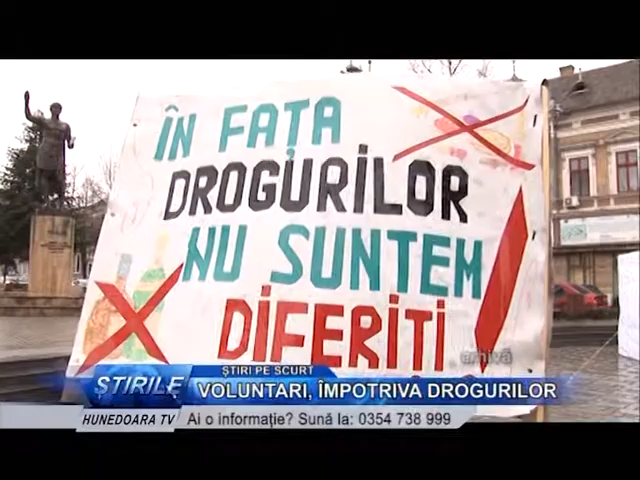 ÎN FAȚA
DROGURILOR
NU SUNTEM
DIFERIȚI
arhivă
ȘTIRI PE SCURT
ȘTIRILE
VOLUNTARI, ÎMPOTRIVA DROGURILOR
HUNEDOARA TV
Ai o informație? Sună la: 0354 738 999